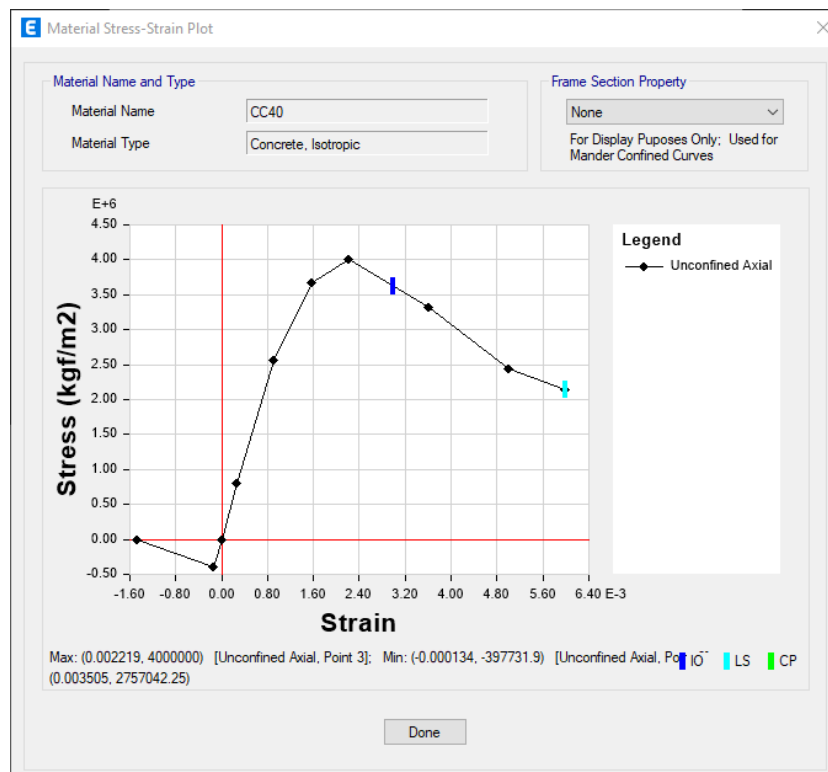 E Material Stress-Strain Plot
Material Name and Type
Material Name CC40
Material Type Concrete, Isotropic
Frame Section Property
None
For Display Puposes Only; Used for
Mander Confined Curves
E+6
4.50
4.00
3.50
3.00
2.50
2.00
1.50
1.00
0.50
0.00
-0.50
Stress (kgf/m2)
-1.60 -0.80 0.00 0.80 1.60 2.40 3.20 4.00 4.80 5.60 6.40 E-3
Strain
Legend
Unconfined Axial
Max: (0.002219, 4000000) [Unconfined Axial, Point 3]; Min: (-0.000134, -397731.9) [Unconfined Axial, Po
IO LS CP
(0.003505, 2757042.25)
Done